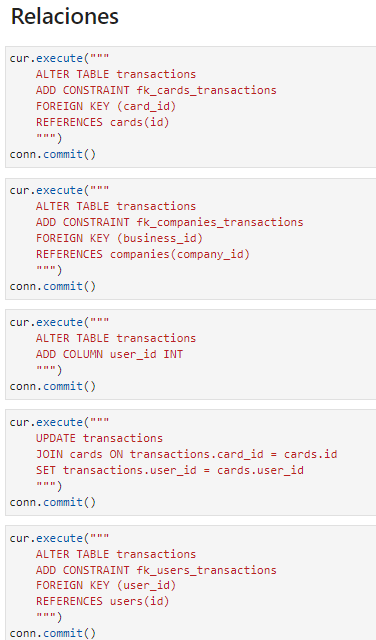 Relaciones
cur.execute("""
    ALTER TABLE transactions
    ADD CONSTRAINT fk_cards_transactions
    FOREIGN KEY (card_id)
    REFERENCES cards(id)
    """)
conn.commit()
cur.execute("""
    ALTER TABLE transactions
    ADD CONSTRAINT fk_companies_transactions
    FOREIGN KEY (business_id)
    REFERENCES companies(company_id)
    """)
conn.commit()
cur.execute("""
    ALTER TABLE transactions
    ADD COLUMN user_id INT
    """)
conn.commit()
cur.execute("""
    UPDATE transactions
    JOIN cards ON transactions.card_id = cards.id
    SET transactions.user_id = cards.user_id
    """)
conn.commit()
cur.execute("""
    ALTER TABLE transactions
    ADD CONSTRAINT fk_users_transactions
    FOREIGN KEY (user_id)
    REFERENCES users(id)
    """)
conn.commit()